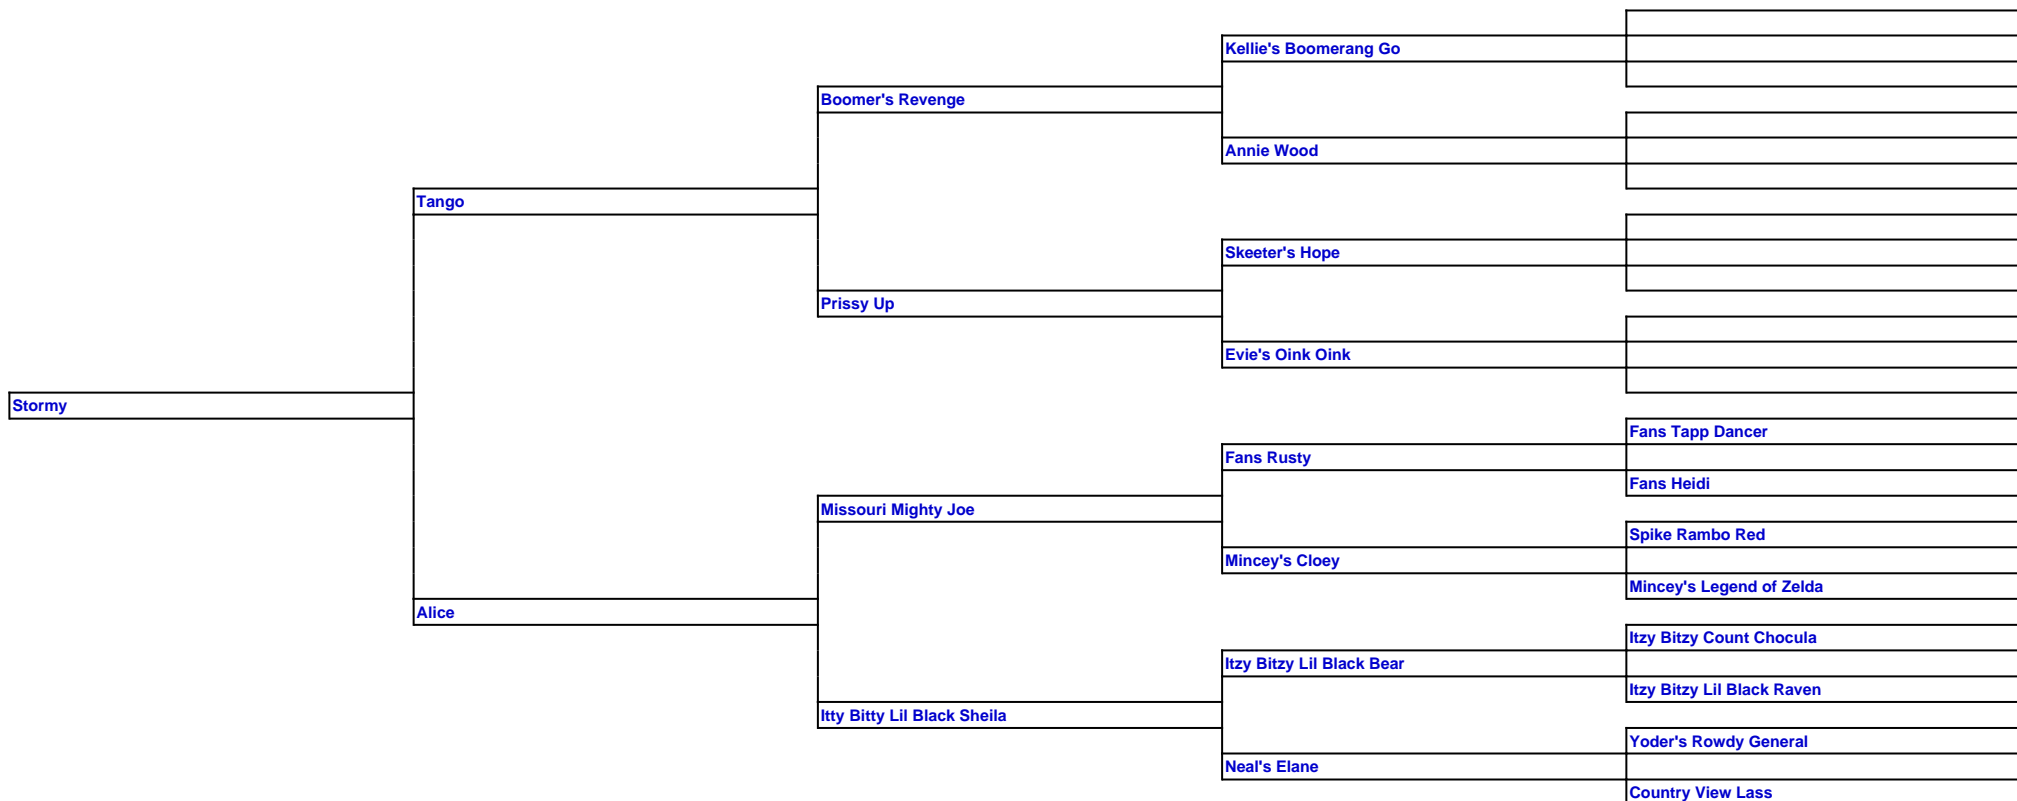 Kellie's Boomerang Go
Boomer's Revenge
Annie Wood
Tango
Skeeter's Hope
Prissy Up
Evie's Oink Oink
Stormy
Fans Tapp Dancer
Fans Rusty
Fans Heidi
Missouri Mighty Joe
Spike Rambo Red
Mincey's Cloey
Mincey's Legend of Zelda
Alice
Itzy Bitzy Count Chocula
Itzy Bitzy Lil Black Bear
Itzy Bitzy Lil Black Raven
Itty Bitty Lil Black Sheila
Yoder's Rowdy General
Neal's Elane
Country View Lass